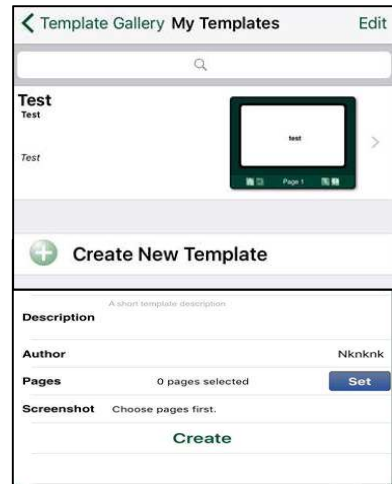 Template Gallery My Templates Edit
Test
Test
Test
test
Page 1
Create New Template
A short template description
Description
Author Nknknk
Pages 0 pages selected Set
Screenshot Choose pages first.
Create